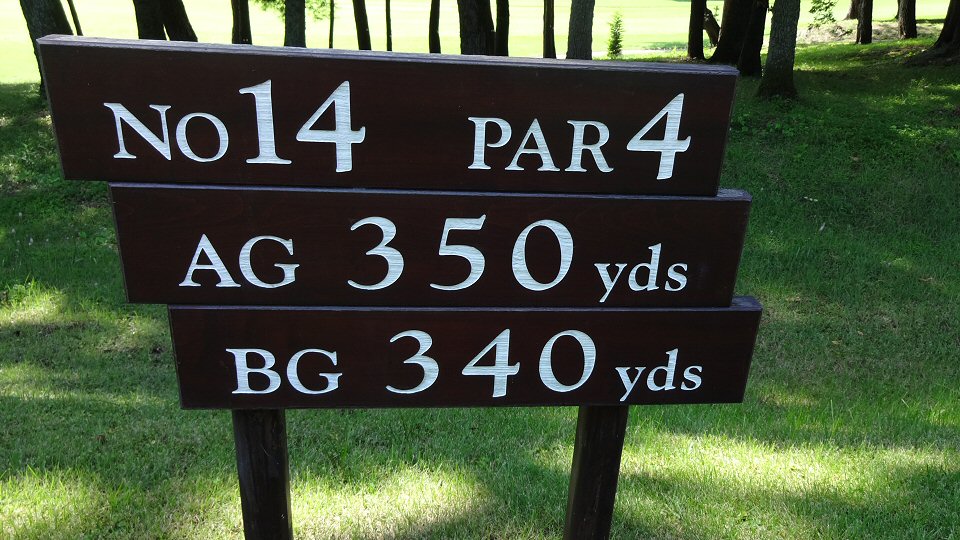 No 14 PAR 4
AG 350 yds
BG 340 yds